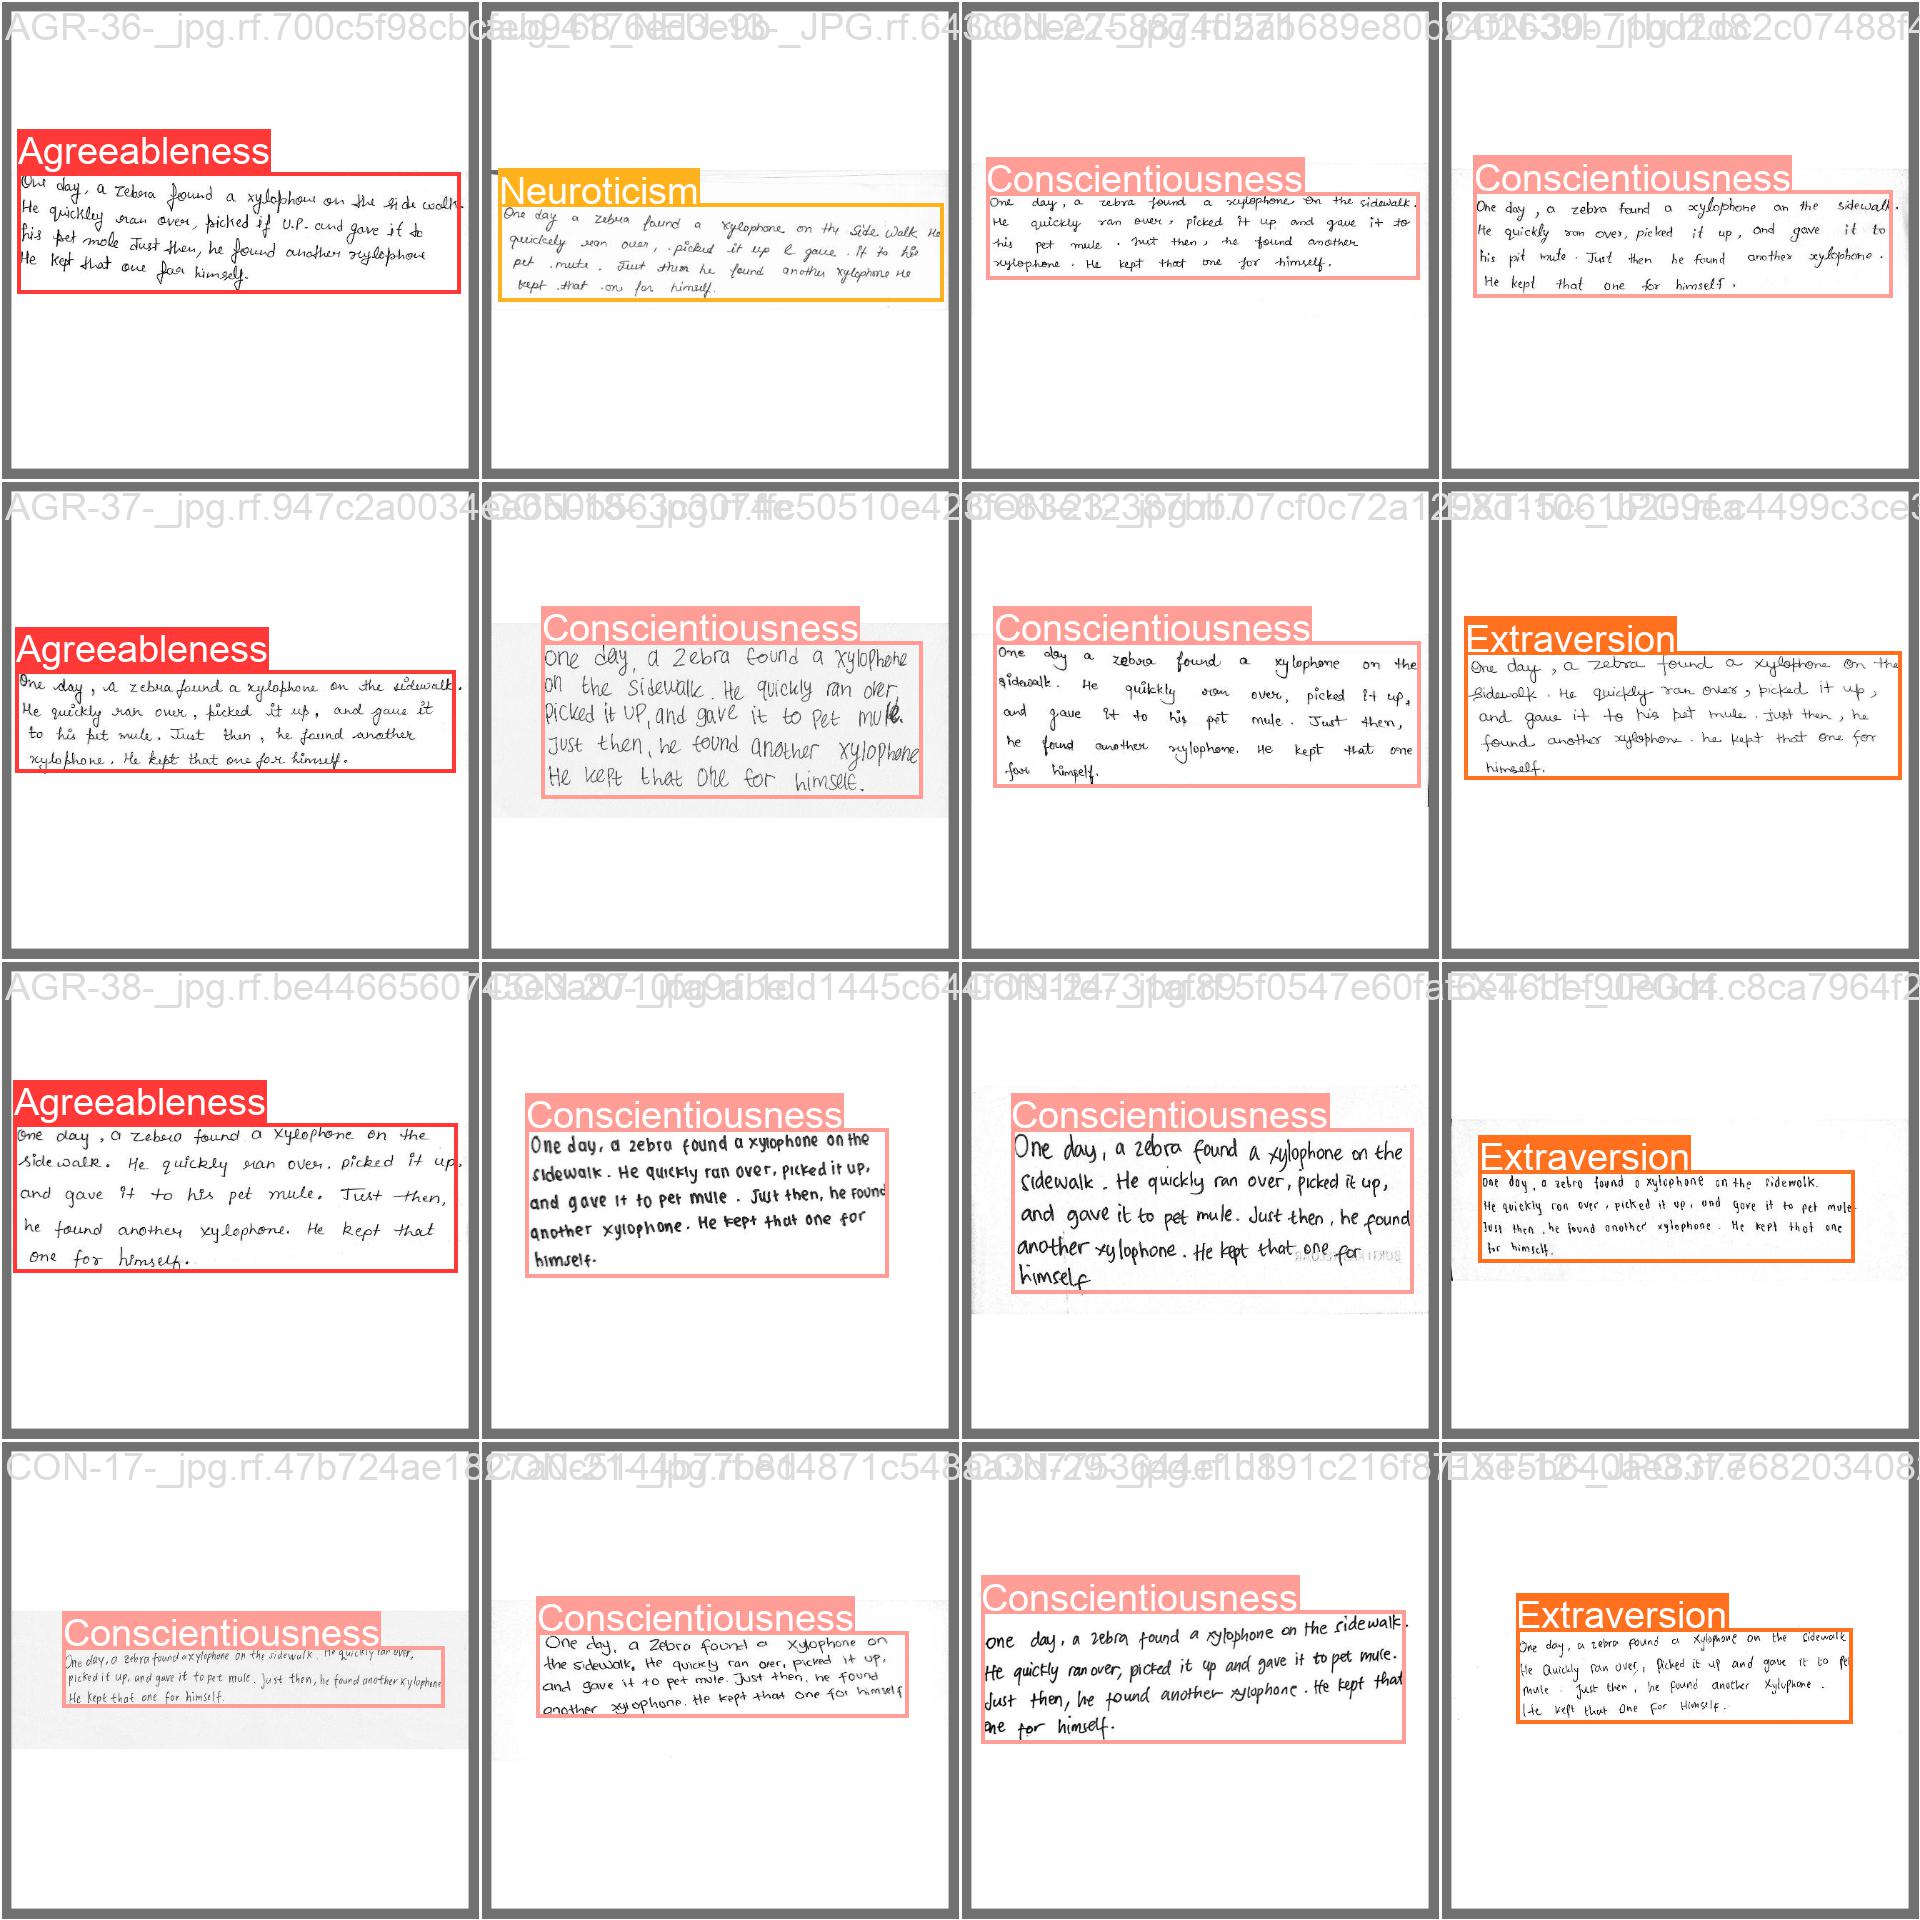 AGR-36-_jpg.rf.700c5f98cbc
Agreeableness
One day, a zebra found a xylophone on the side walk.
He quickley ran over, picked if U.P. and gave it to
his pet mole Just then, he found another xylophone
He kept that one for himself.
Neuroticism
One day a zebra found a xylophone on the Side Walk He
quickely ran over, .picked it up & gave . It to his
pet .mute . Just then he found another xylophone He
kept .that .on for himself.
Conscientiousness
One day, a zebra found a xylophone on the sidewalk.
He quickly ran over, picked it up and gave it to
his pet mule . Just then, he found another
xylophone . He kept that one for himself.
Conscientiousness
One day , a zebra found a xylophone on the sidewalk.
He quickly ran over, picked it up, and gave it to
his pit mule . Just then he found another xylophone .
He kept that one for himself .
AGR-37-_jpg.rf.947c2a0034
Agreeableness
One day , a zebra found a xylophone on the sidewalk.
He quickly ran over , picked it up, and gave it
to his pet mule. Just then , he found another
xylophone. He kept that one for himself.
Conscientiousness
One day, a zebra found a xylophone
on the sidewalk. He quickly ran over,
picked it up, and gave it to pet mule.
Just then, he found another xylophone
He kept that one for himself.
Conscientiousness
One day a zebra found a xylophone on the
sidewalk. He quikkly ran over, picked it up,
and gave it to his pet mule. Just then,
he found another xylophone. He kept that one
for himself.
Extraversion
One day , a zebra found a xylophone on the
Sidewalk . He quickly ran over, picked it up,
and gave it to his pet mule. just then, he
found another xylophone. he kept that one for
himself.
AGR-38-_jpg.rf.be44665607
Agreeableness
One day , a zebra found a xylophone on the
sidewalk. He quickly ran over. picked it up.
and gave it to his pet mule. Just then,
he found another xylophone. He kept that
one for himself.
Conscientiousness
One day, a zebra found a xylophone on the
sidewalk. He quickly ran over, picked it up,
and gave it to pet mule . Just then, he found
another xylophone. He kept that one for
himself.
Conscientiousness
One day, a zebra found a xylophone on the
sidewalk . He quickly ran over, picked it up,
and gave it to pet mule. Just then, he found
another xylophone . He kept that one for
himself
Extraversion
One day, a zebra found a xylophone on the sidewalk.
He quickly ran over, picked it up, and gave it to pet mule
Just then, he found another xylophone. He kept that one
for himself.
CON-17-_jpg.rf.47b724ae18
Conscientiousness
One day, a zebra found a xylophone on the sidewalk. He quickly ran over,
picked it up, and gave it to pet mule. Just then, he found another xylophone
He kept that one for himself.
Conscientiousness
One day, a Zebra found a Xylophone on
the sidewalk, He quickly ran over, picked it up,
and gave it to pet mule. Just then, he found
another xylophone. He kept that one for himself
Conscientiousness
one day, a zebra found a xylophone on the sidewalk.
He quickly ran over, picked it up and gave it to pet mule.
Just then, he found another xylophone. He kept that
one for himself.
Extraversion
One day, a zebra found a Xylophone on the sidewalk
He Quickly ran over, Picked it up and gave it to pet
mule . Just then, he found another Xylophone .
He kept that One For Himself.